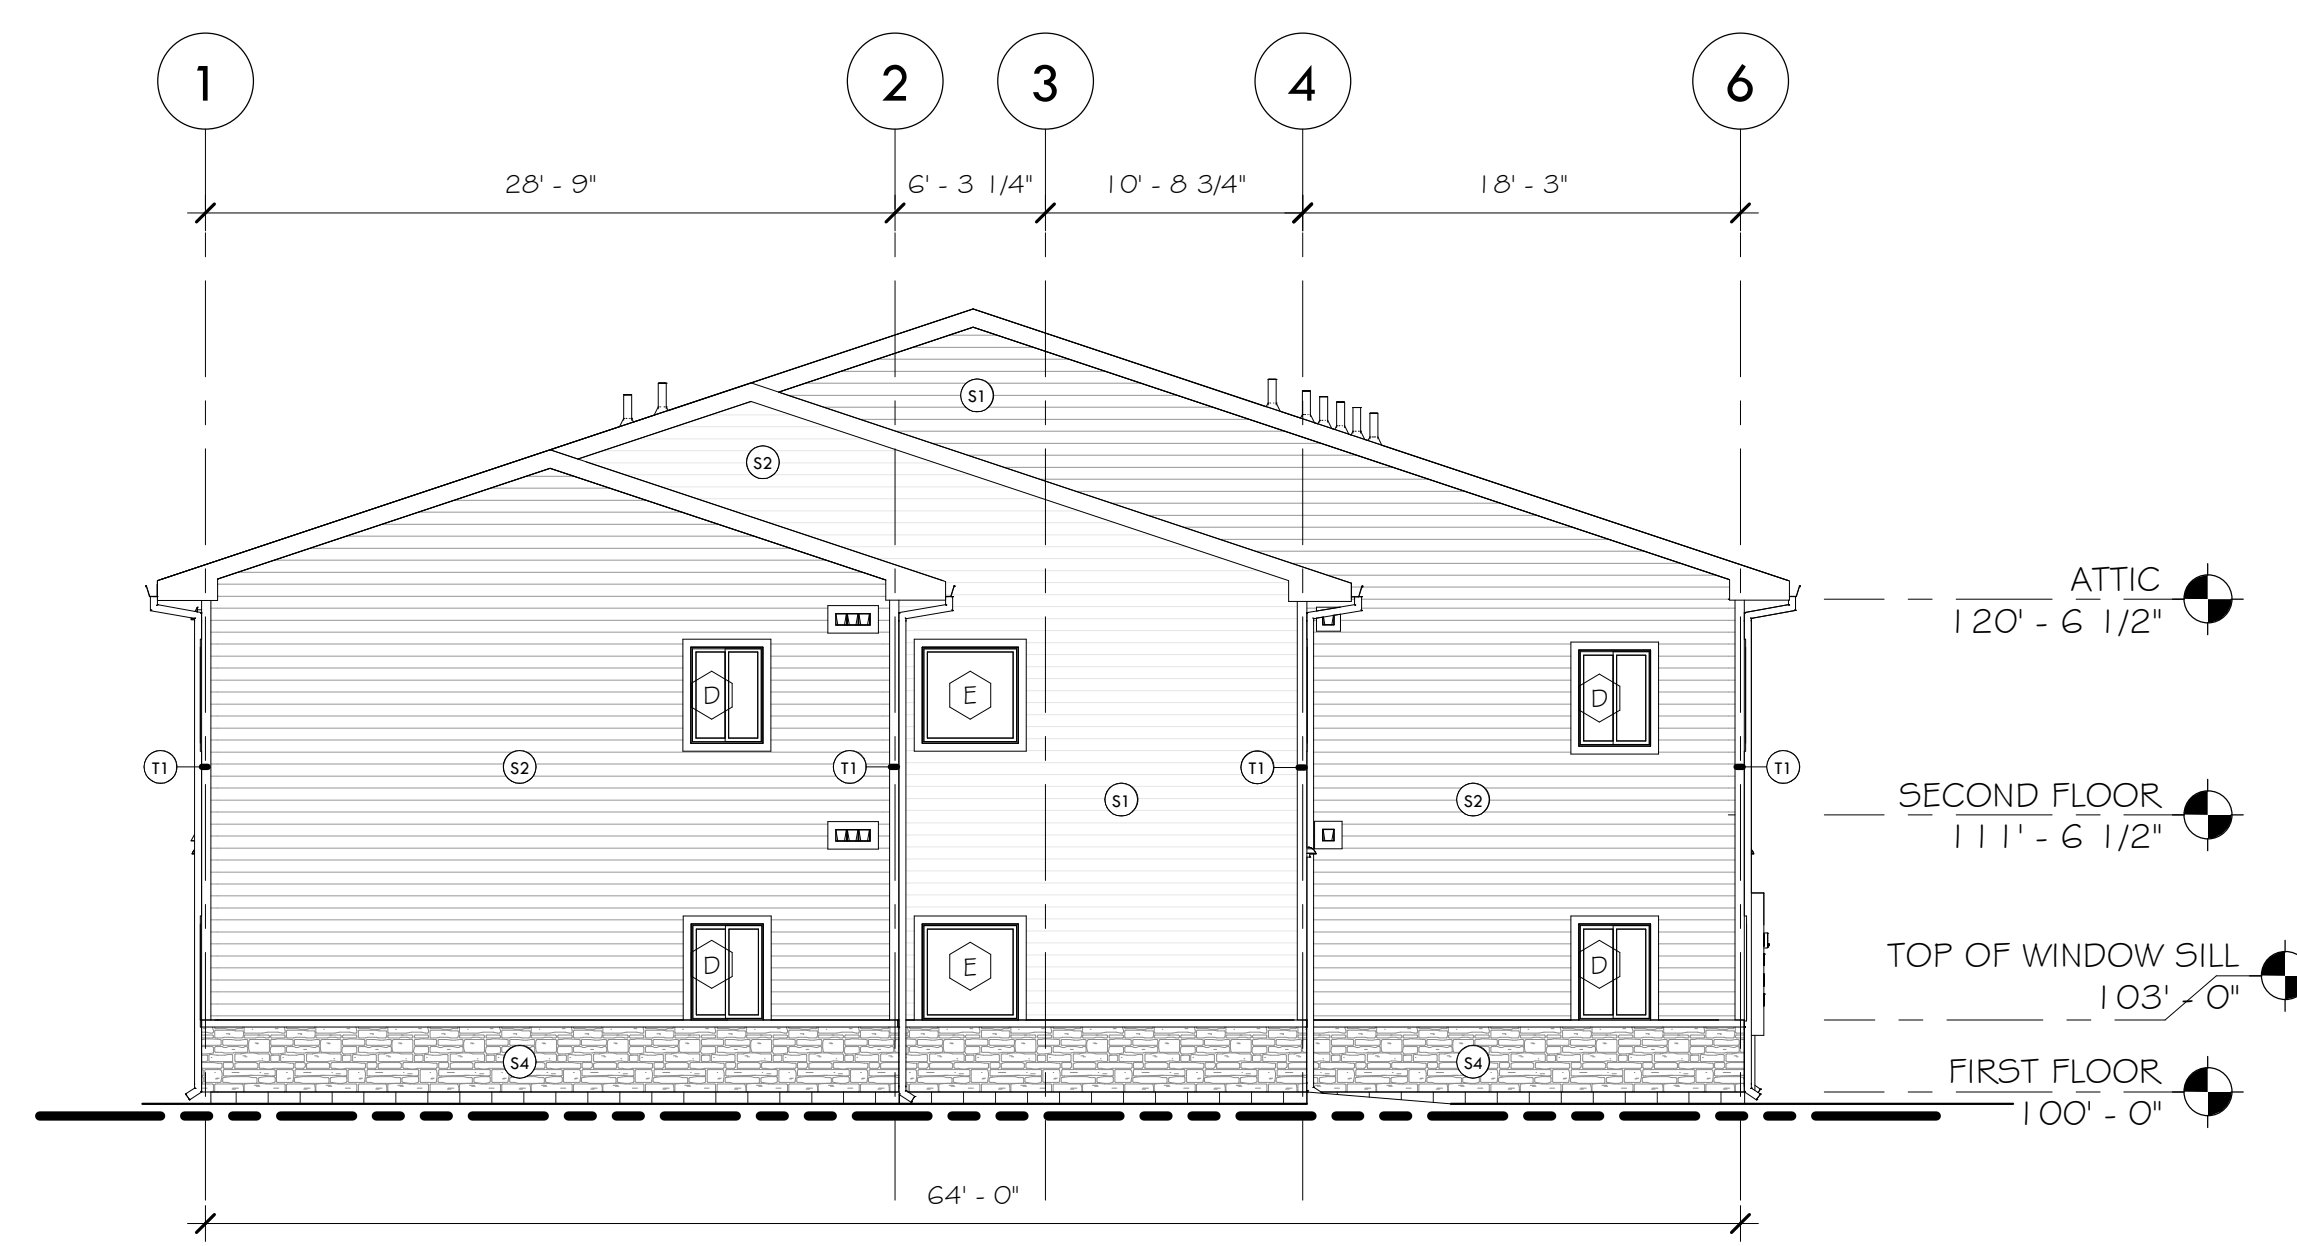 1 2 3 4 6
28' - 9" 6' - 3 1/4" 10' - 8 3/4" 18' - 3"
S1
S2
ATTIC
120' - 6 1/2"
D E D
T1 S2 T1 T1 T1
S1 S2
SECOND FLOOR
111' - 6 1/2"
TOP OF WINDOW SILL
103' - 0"
D E D
S4 S4
FIRST FLOOR
100' - 0"
64' - 0"